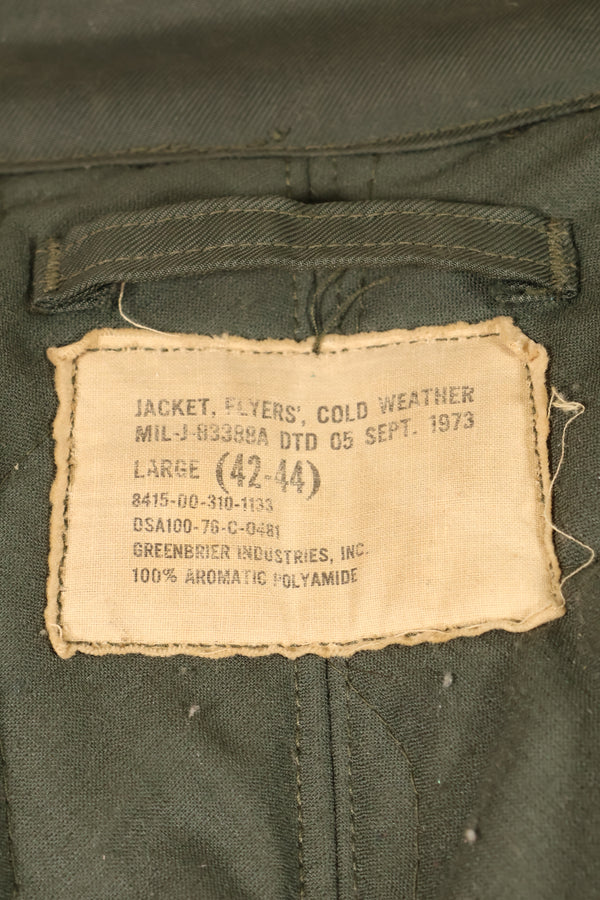 JACKET, FLYERS', COLD WEATHER
MIL-J-83388A DTD 05 SEPT. 1973
LARGE (42-44)
8415-00-310-1133
DSA100-76-C-0481
GREENBRIER INDUSTRIES, INC.
100% AROMATIC POLYAMIDE